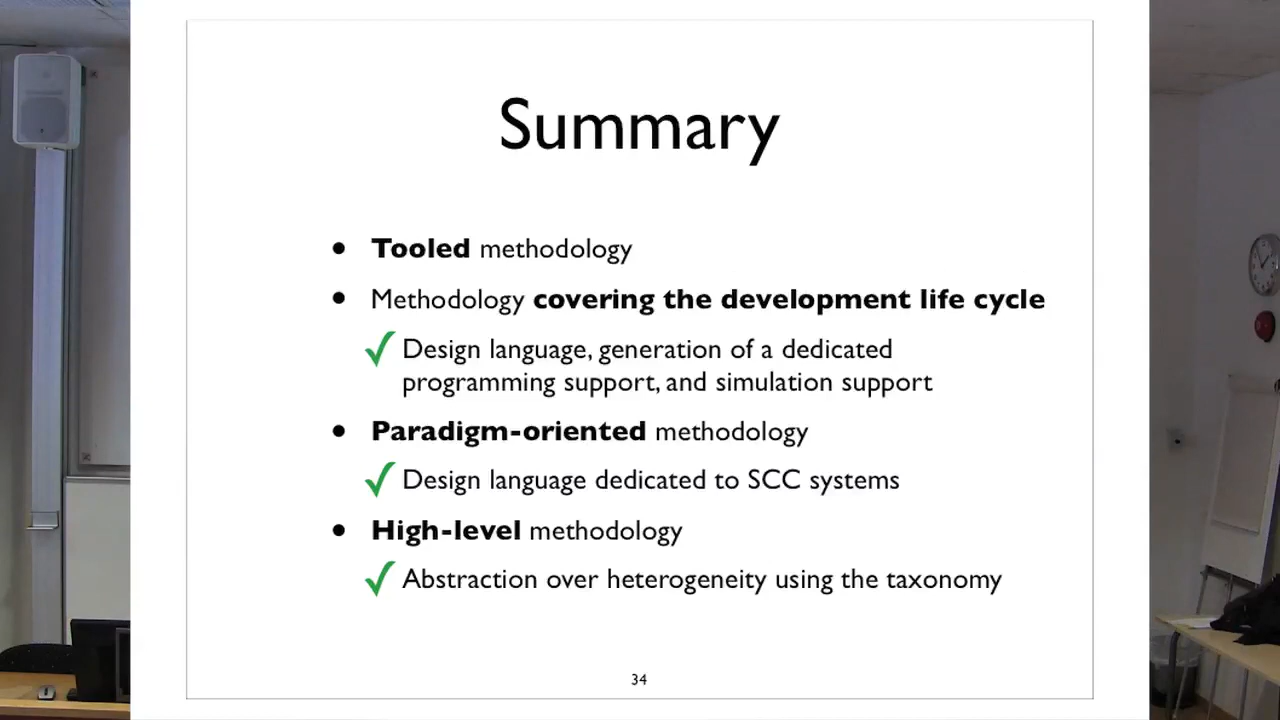 Summary
• Tooled methodology
• Methodology covering the development life cycle
✓ Design language, generation of a dedicated
programming support, and simulation support
• Paradigm-oriented methodology
✓ Design language dedicated to SCC systems
• High-level methodology
✓ Abstraction over heterogeneity using the taxonomy
34